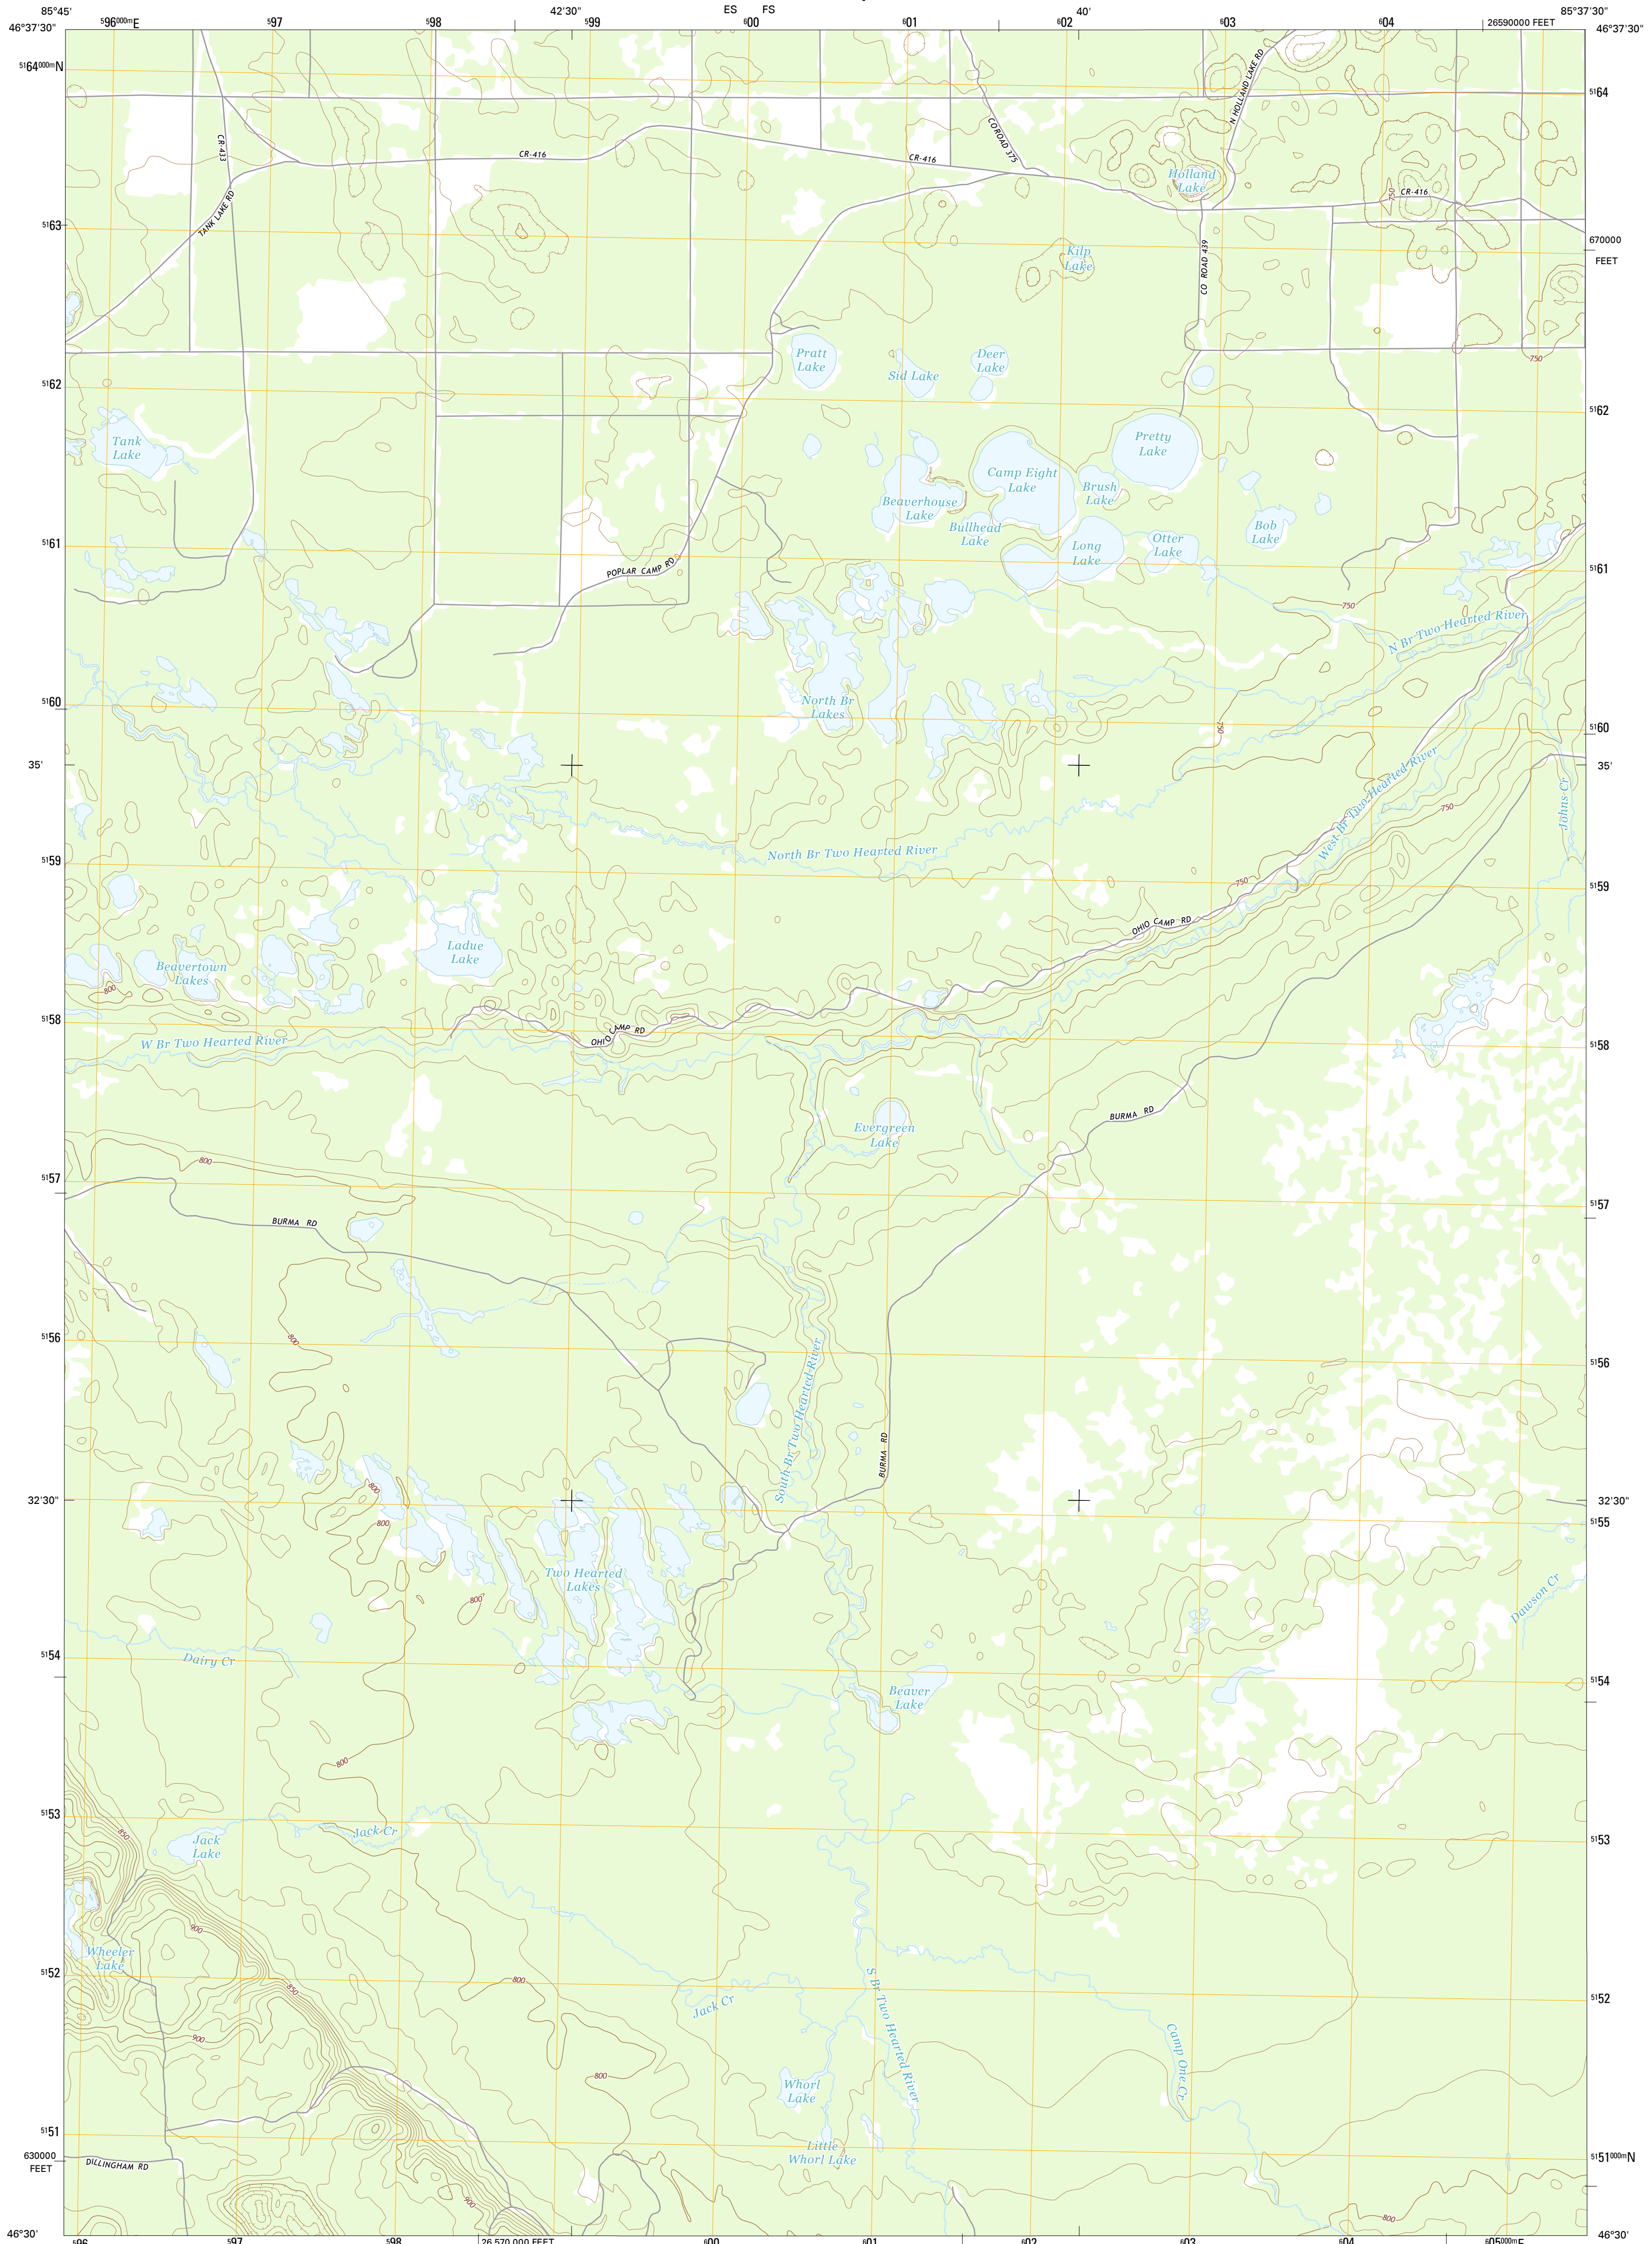 85°45'
596000mE
597
598
42'30"
599
ES
FS
600
601
602
40'
603
604
26590000 FEET
85°37'30"
46°37'30"
46°37'30"
5164000mN
5164
N HOLLAND LAKE RD
CR-433
CO ROAD 375
CR-416
CR-416
Holland
Lake
CR-416
750
TANK LAKE RD
5163
670000
FEET
Kilp
Lake
CO ROAD 439
Pratt
Lake
Sid Lake
Deer
Lake
750
5162
5162
Tank
Lake
Pretty
Lake
Camp Eight
Lake
Brush
Lake
Beaverhouse
Lake
Bullhead
Lake
Bob
Lake
Long
Lake
Otter
Lake
5161
5161
POPLAR CAMP RD
750
N Br Two Hearted River
North Br
Lakes
5160
5160
750
35'
35'
West Br Two Hearted River
750
Johns Cr
5159
North Br Two Hearted River
750
5159
OHIO CAMP RD
Ladue
Lake
Beavertown
Lakes
800
5158
OHIO CAMP RD
W Br Two Hearted River
5158
BURMA RD
Evergreen
Lake
800
5157
5157
BURMA RD
5156
800
5156
South Br Two Hearted River
BURMA RD
800
32'30"
32'30"
800
5155
Two Hearted
Lakes
800
Dawson Cr
5154
Dairy Cr
5154
Beaver
Lake
800
5153
850
Jack
Lake
Jack Cr
5153
900
Wheeler
Lake
5152
850
800
5152
Jack Cr
S Br Two Hearted River
900
Camp One Cr
800
Whorl
Lake
5151
Little
Whorl Lake
630000
FEET
DILLINGHAM RD
5151000mN
900
800
46°30'
46°30'
596
597
598
26 570 000 FEET
600
601
602
603
604
605000mE